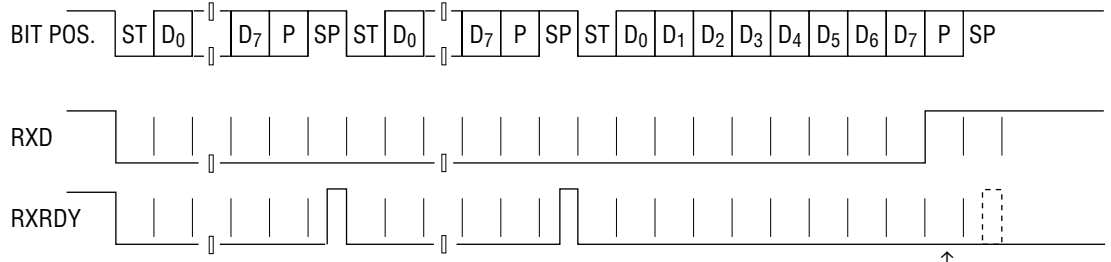 BIT POS. ST D₀ D₇ P SP ST D₀ D₇ P SP ST D₀ D₁ D₂ D₃ D₄ D₅ D₆ D₇ P SP
RXD
RXRDY